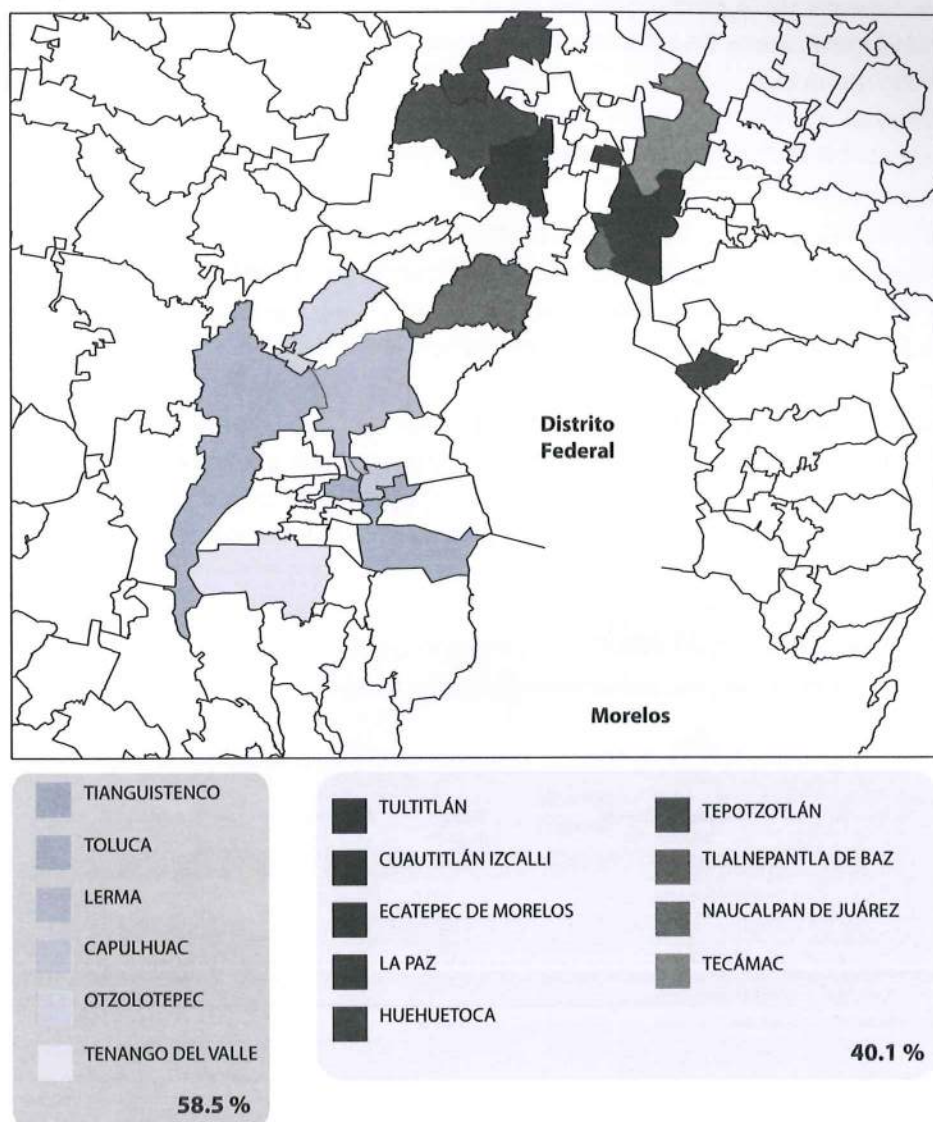 Distrito
Federal
Morelos
TIANGUISTENCO
TOLUCA
LERMA
CAPULHUAC
OTZOLOTEPEC
TENANGO DEL VALLE
58.5 %
TULTITLÁN
CUAUTITLÁN IZCALLI
ECATEPEC DE MORELOS
LA PAZ
HUEHUETOCA
TEPOTZOTLÁN
TLALNEPANTLA DE BAZ
NAUCALPAN DE JUÁREZ
TECÁMAC
40.1 %